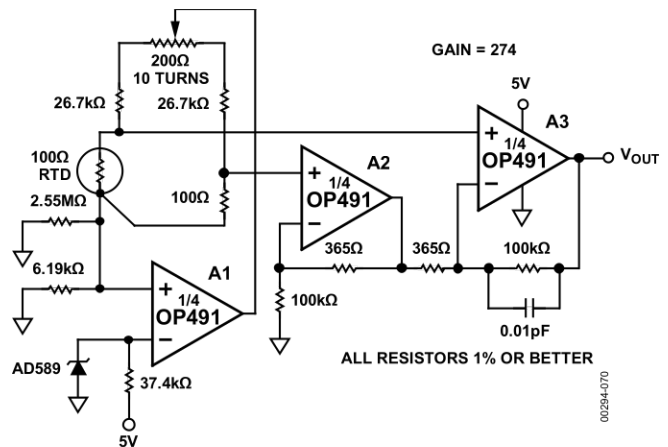 200Ω
10 TURNS
GAIN = 274
26.7kΩ
26.7kΩ
5V
A3
+
1/4
OP491
−
VOUT
100Ω
RTD
A2
+
1/4
OP491
−
100Ω
2.55MΩ
365Ω
365Ω
100kΩ
6.19kΩ
A1
+
1/4
OP491
−
100kΩ
0.01pF
AD589
37.4kΩ
ALL RESISTORS 1% OR BETTER
5V
00294-070